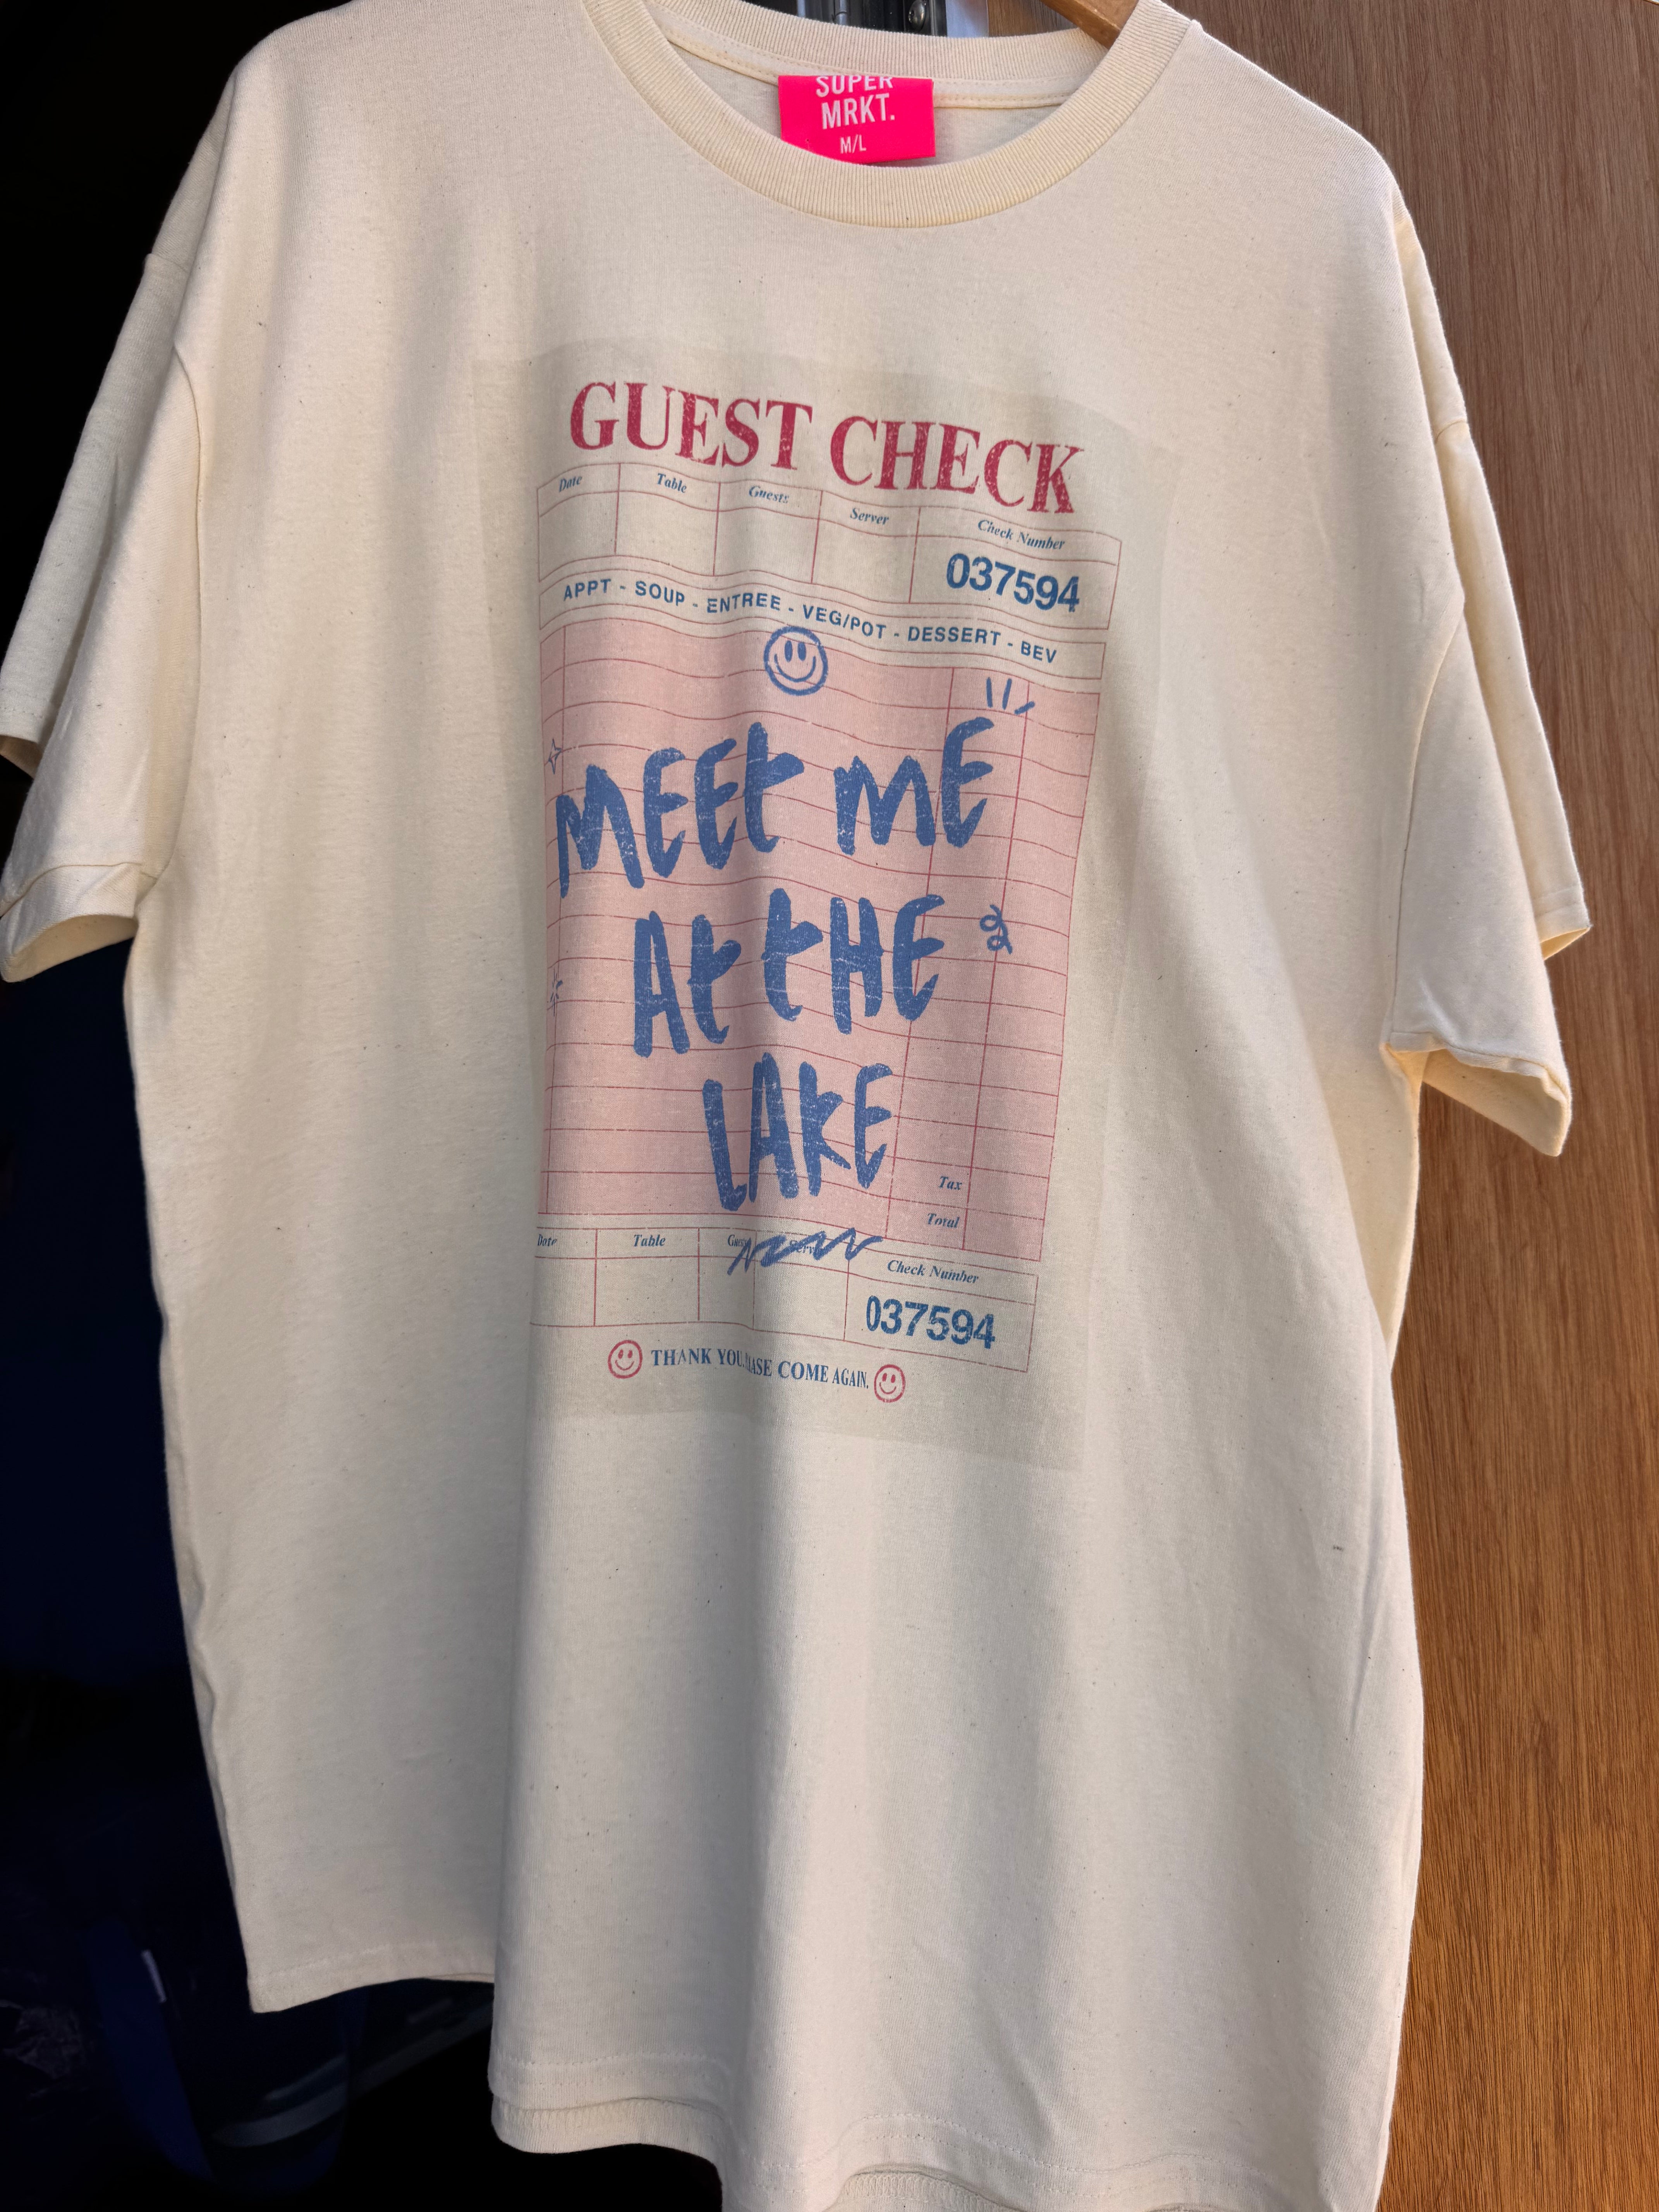 SUPER
MRKT.
M/L
GUEST CHECK
Date Table Guests Server Check Number
037594
APPT - SOUP - ENTREE - VEG/POT - DESSERT - BEV
MEEt ME
At tHE
LAkE
Tax
Total
Date Table Check Number
037594
THANK YOU. COME AGAIN.